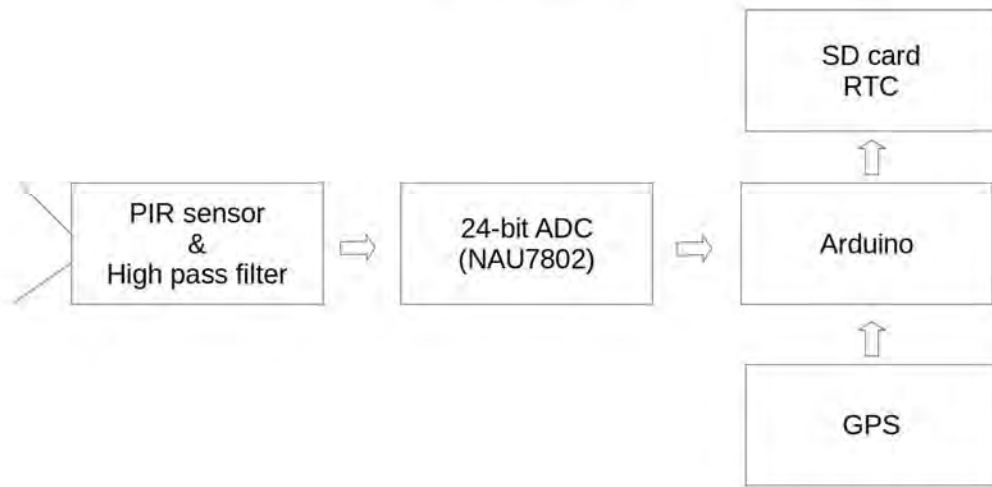 SD card
RTC
PIR sensor
&
High pass filter
24-bit ADC
(NAU7802)
Arduino
GPS